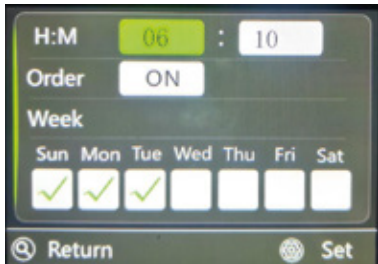 H:M 06 : 10
Order ON
Week
Sun Mon Tue Wed Thu Fri Sat
Return Set